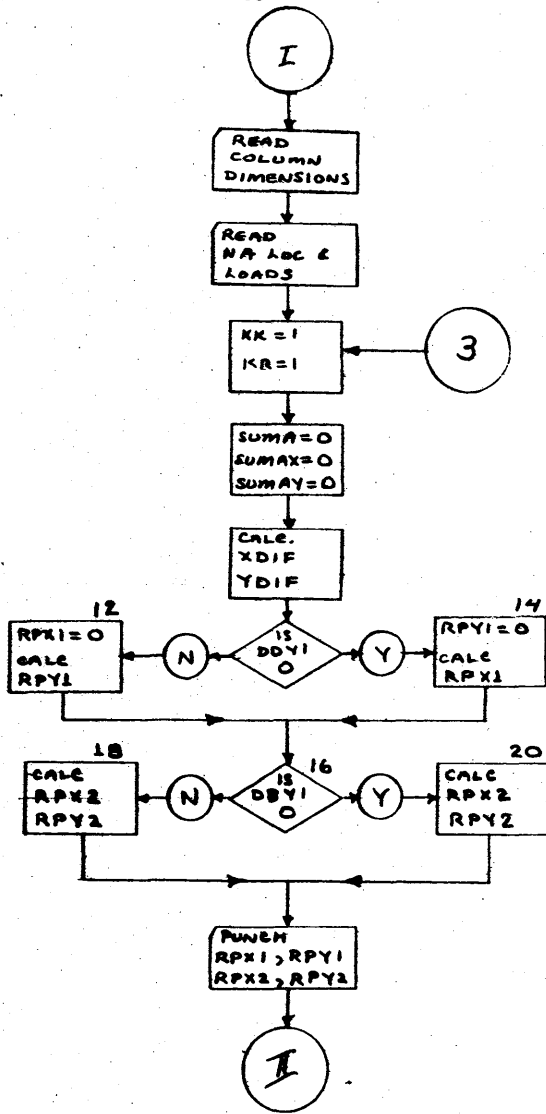 I
READ
COLUMN
DIMENSIONS
READ
NA LOC &
LOADS
KK = 1
KR = 1
3
SUMA = 0
SUMAX = 0
SUMAY = 0
CALC.
XDIF
YDIF
12
RPX1 = 0
CALC
RPY1
N
IS
DDY1
0
Y
14
RPY1 = 0
CALC
RPX1
18
CALC
RPX2
RPY2
N
16
IS
DBY1
0
Y
20
CALC
RPX2
RPY2
PUNCH
RPX1, RPY1
RPX2, RPY2
II